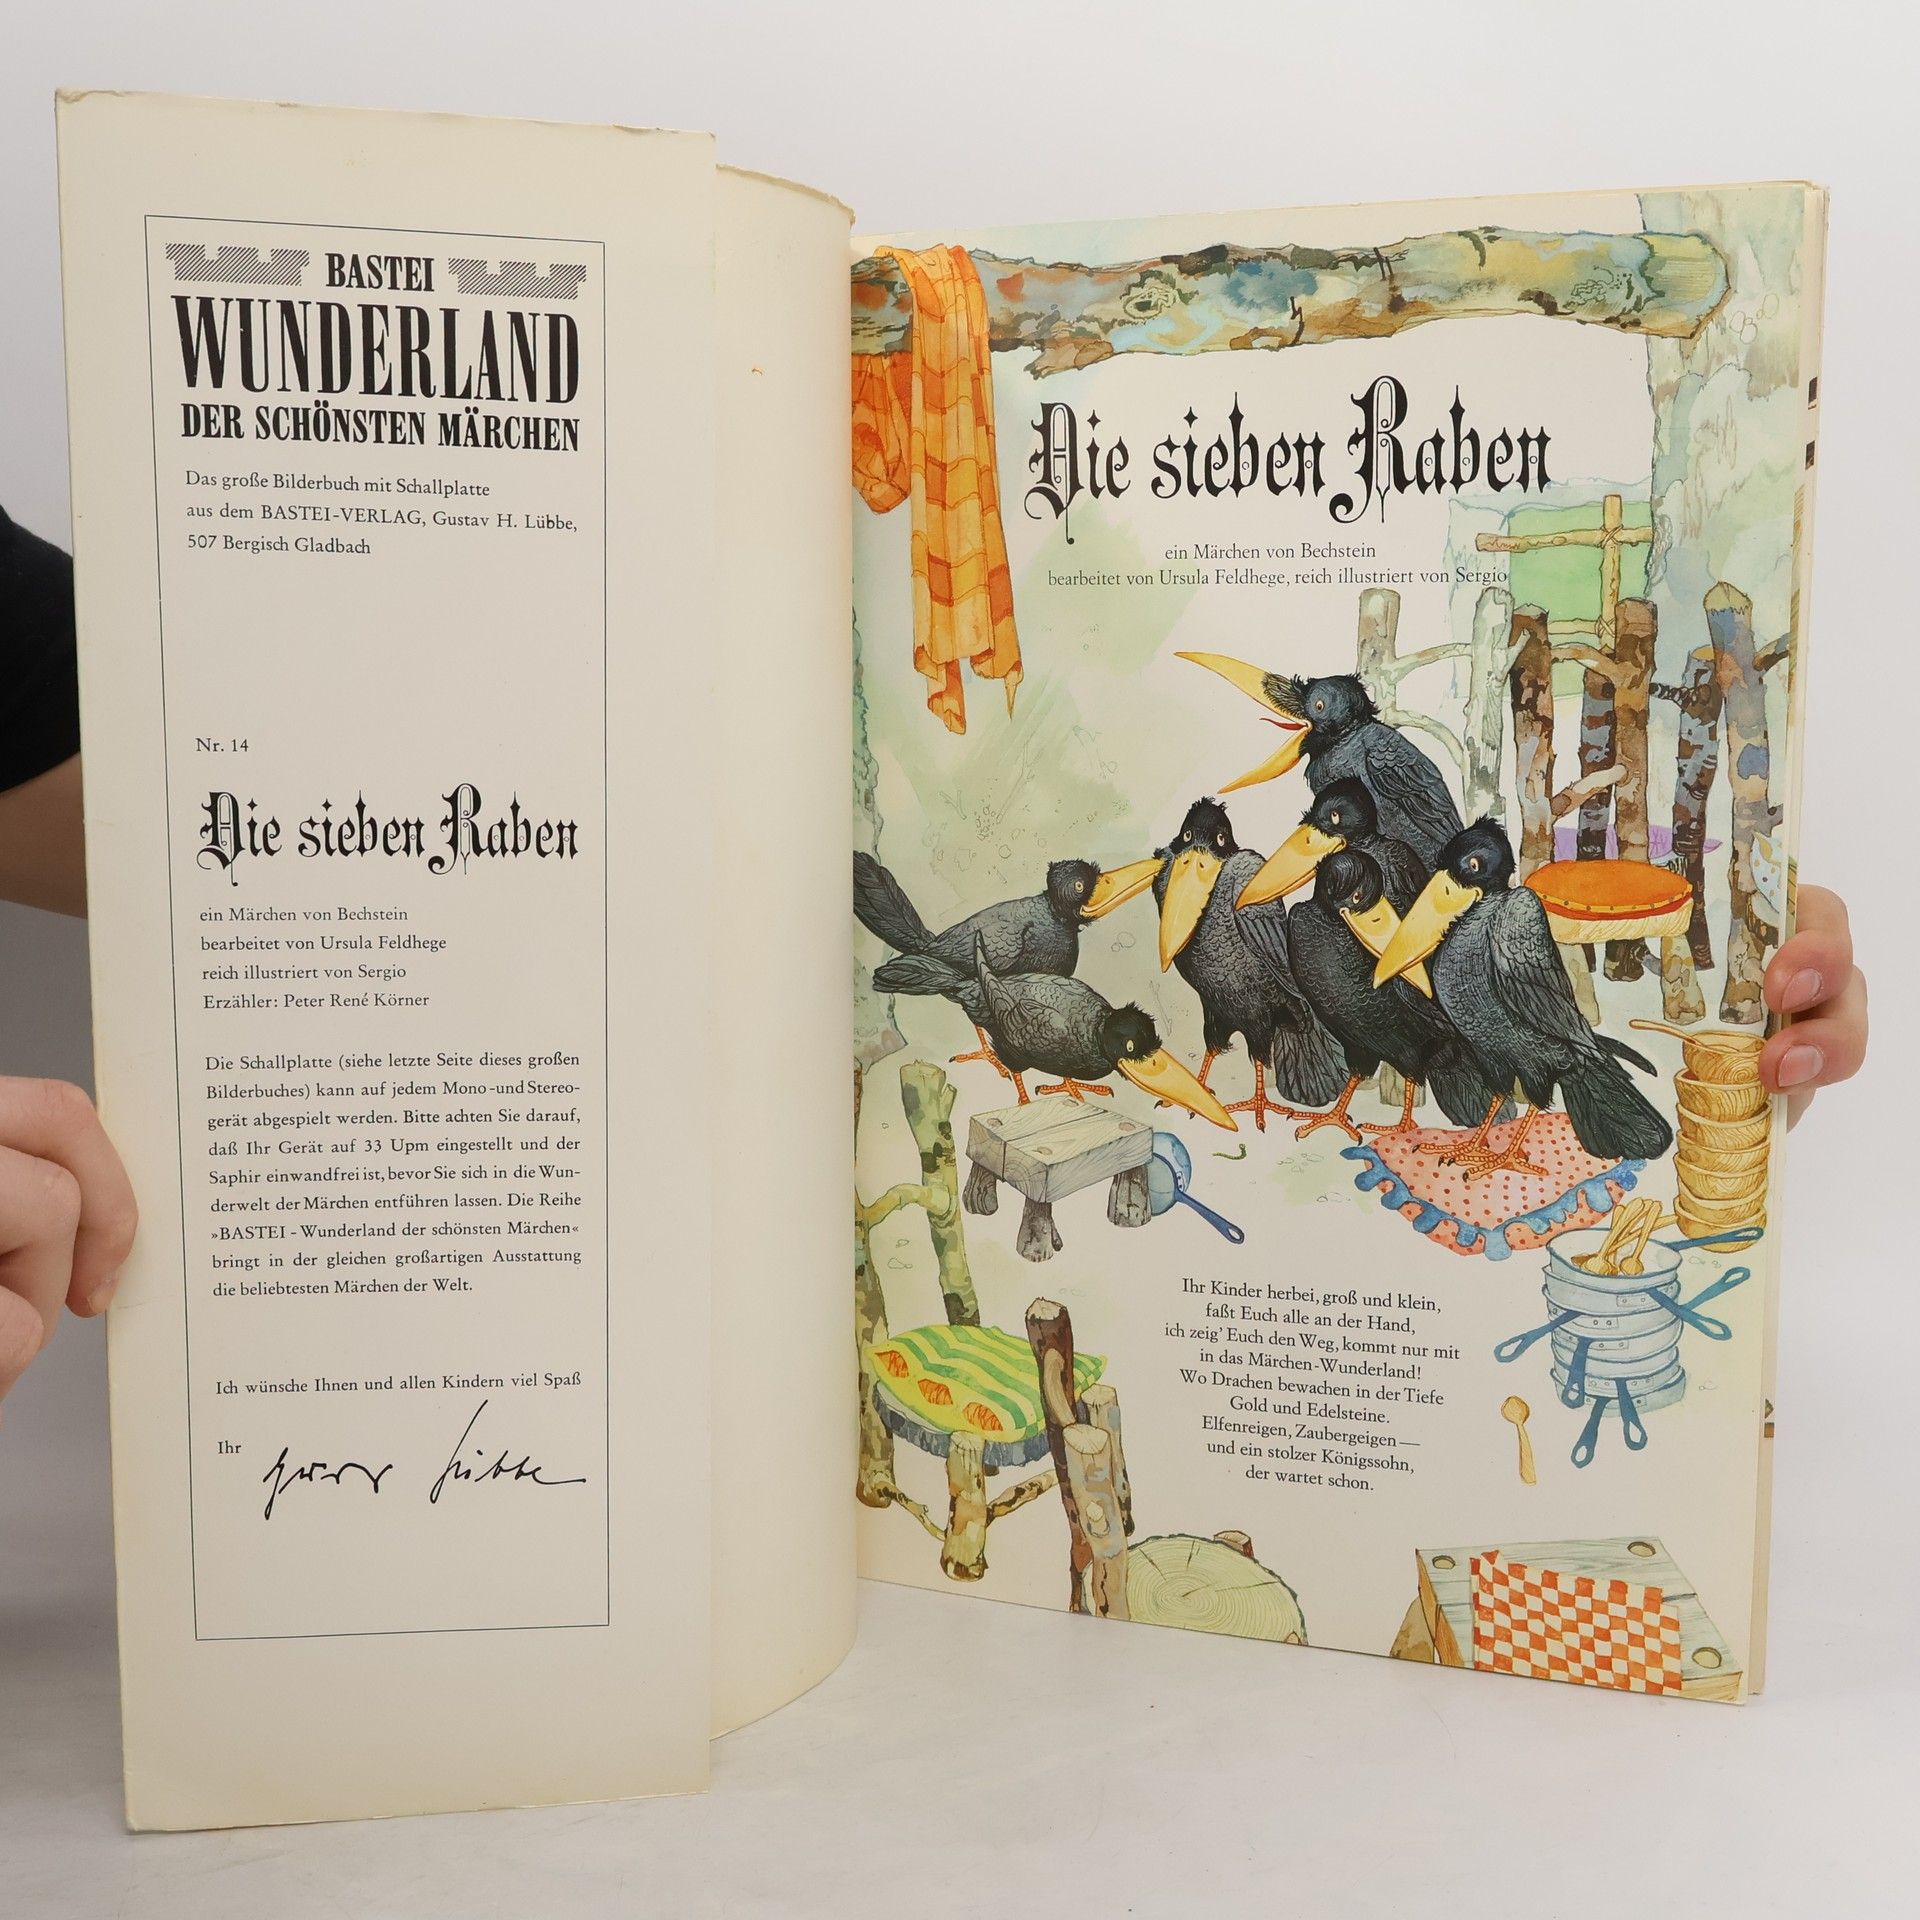 BASTEI
WUNDERLAND
DER SCHÖNSTEN MÄRCHEN
Das große Bilderbuch mit Schallplatte
aus dem BASTEI-VERLAG, Gustav H. Lübbe,
507 Bergisch Gladbach
Nr. 14
Die sieben Raben
ein Märchen von Bechstein
bearbeitet von Ursula Feldhege
reich illustriert von Sergio
Erzähler: Peter René Körner
Die Schallplatte (siehe letzte Seite dieses großen
Bilderbuches) kann auf jedem Mono-und Stereo-
gerät abgespielt werden. Bitte achten Sie darauf,
daß Ihr Gerät auf 33 Upm eingestellt und der
Saphir einwandfrei ist, bevor Sie sich in die Wun-
derwelt der Märchen entführen lassen. Die Reihe
»BASTEI - Wunderland der schönsten Märchen«
bringt in der gleichen großartigen Ausstattung
die beliebtesten Märchen der Welt.
Ich wünsche Ihnen und allen Kindern viel Spaß
Ihr
Die sieben Raben
ein Märchen von Bechstein
bearbeitet von Ursula Feldhege, reich illustriert von Sergio
Ihr Kinder herbei, groß und klein,
faßt Euch alle an der Hand,
ich zeig' Euch den Weg, kommt nur mit
in das Märchen-Wunderland!
Wo Drachen bewachen in der Tiefe
Gold und Edelsteine.
Elfenreigen, Zaubergeigen—
und ein stolzer Königssohn,
der wartet schon.